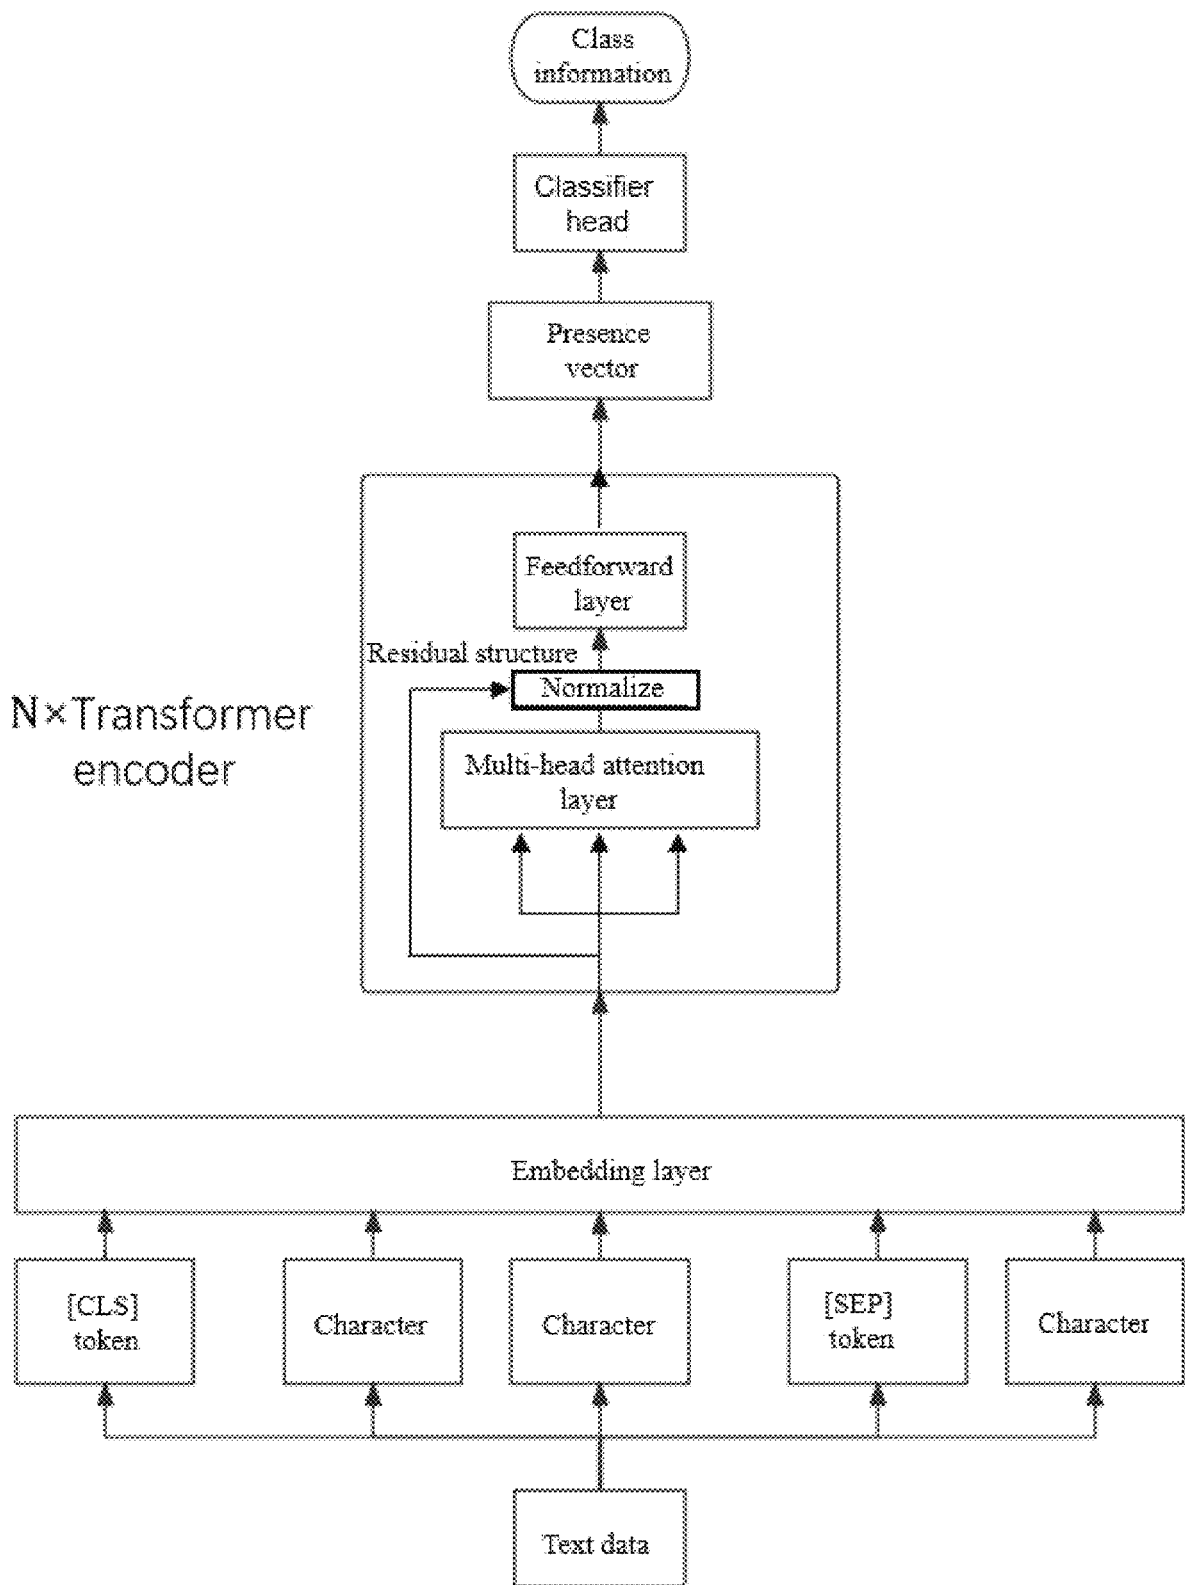 Class
information
Classifier
head
Presence
vector
Feedforward
layer
Residual structure
Normalize
N×Transformer
encoder
Multi-head attention
layer
Embedding layer
[CLS]
token
Character
Character
[SEP]
token
Character
Text data